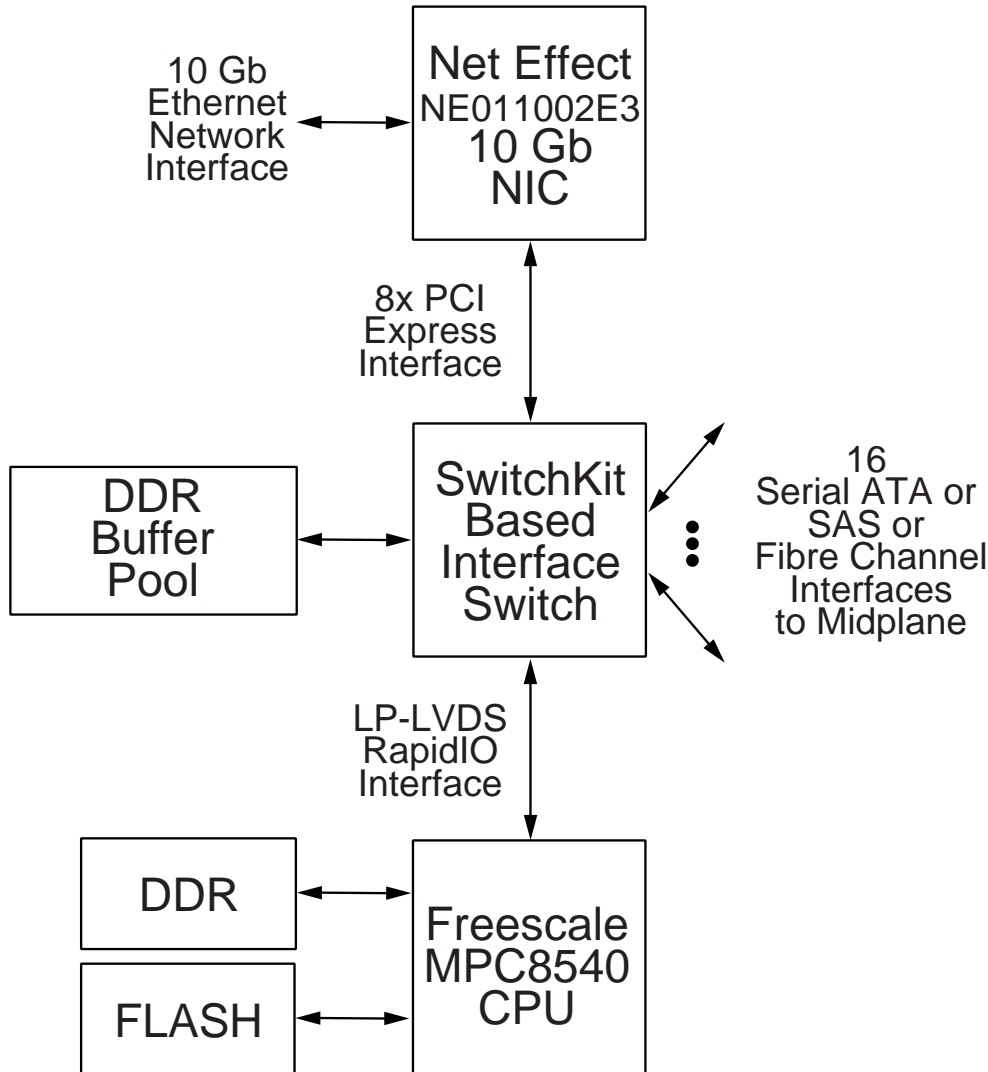 10 Gb
Ethernet
Network
Interface
Net Effect
NE011002E3
10 Gb
NIC
8x PCI
Express
Interface
DDR
Buffer
Pool
SwitchKit
Based
Interface
Switch
16
Serial ATA or
SAS or
Fibre Channel
Interfaces
to Midplane
LP-LVDS
RapidIO
Interface
DDR
FLASH
Freescale
MPC8540
CPU